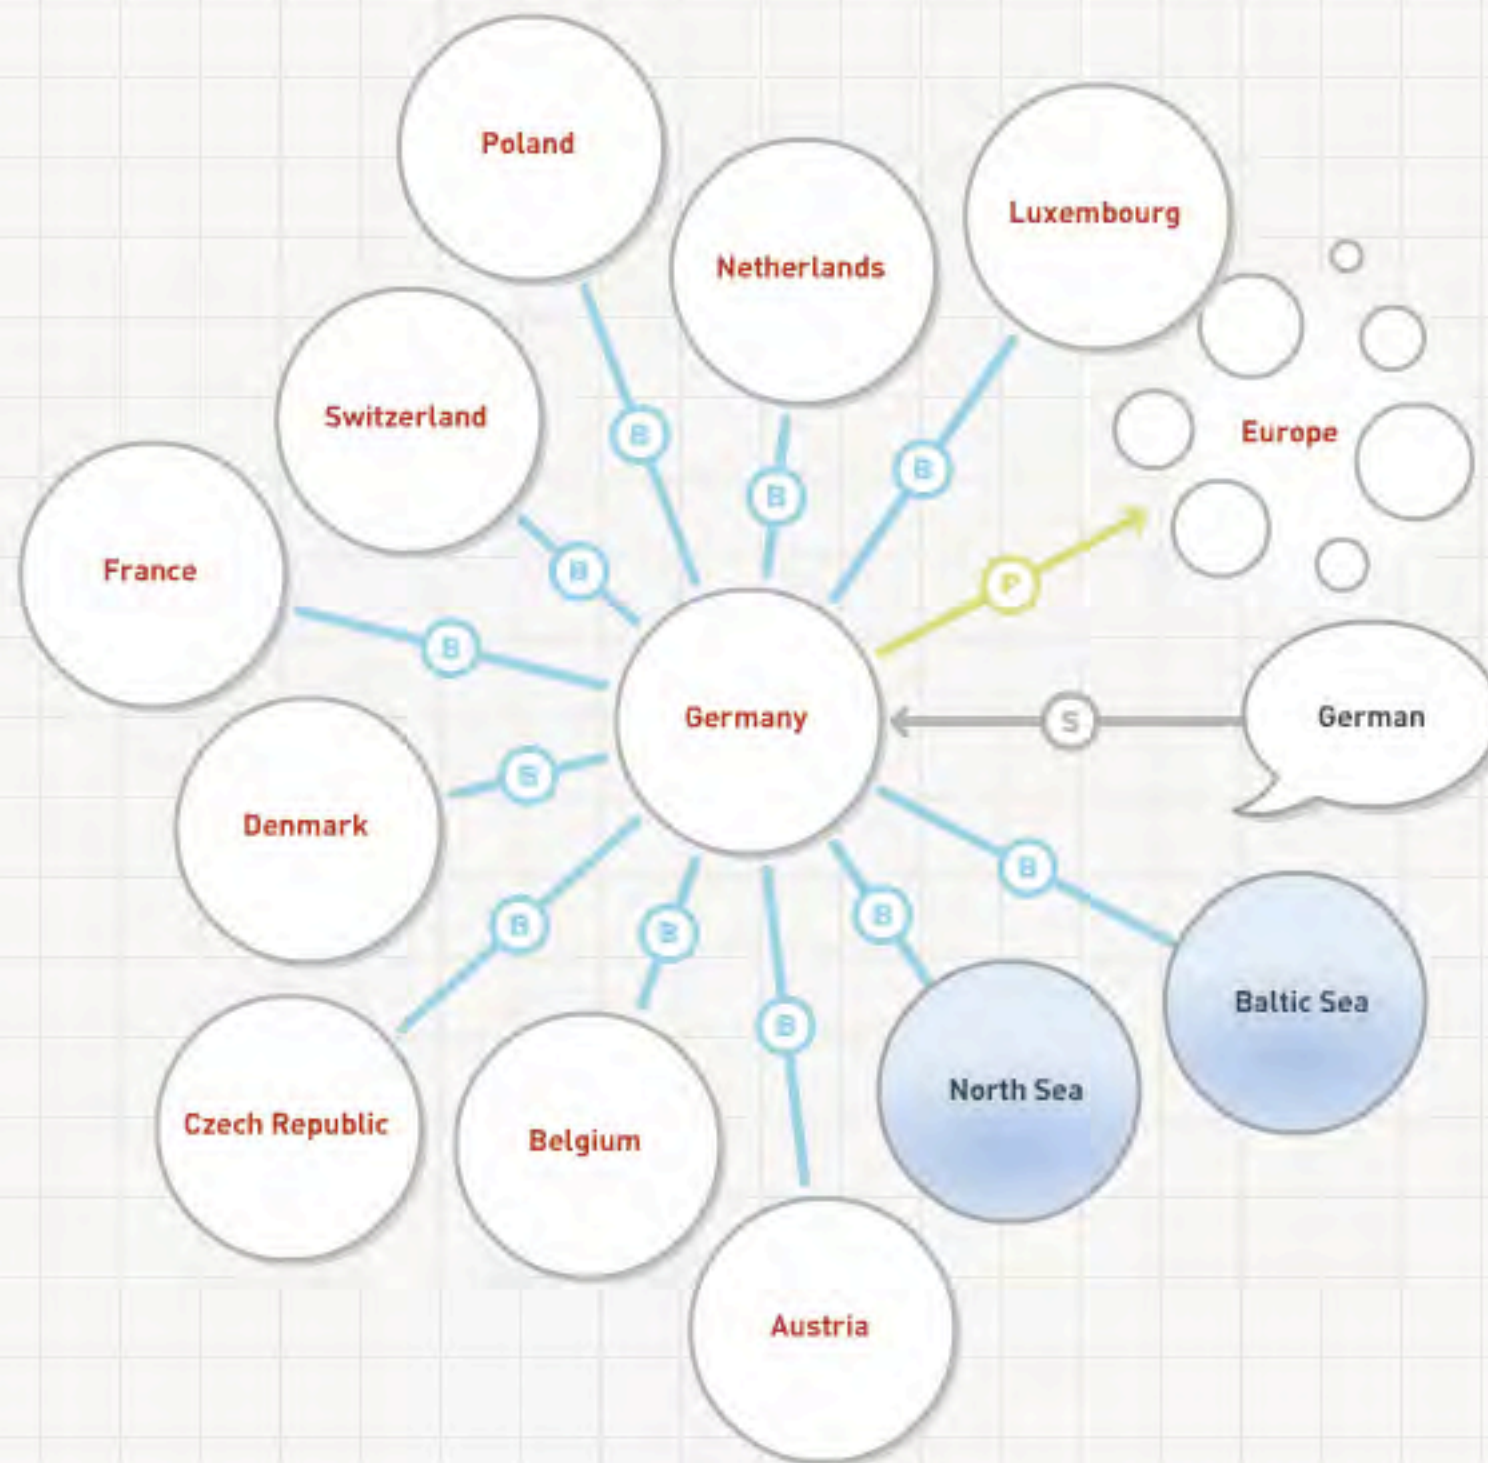 Poland
Luxembourg
Netherlands
Switzerland
Europe
B
B
B
France
B
P
B
Germany
S
German
B
Denmark
B
B
B
B
Baltic Sea
B
North Sea
Czech Republic
Belgium
Austria